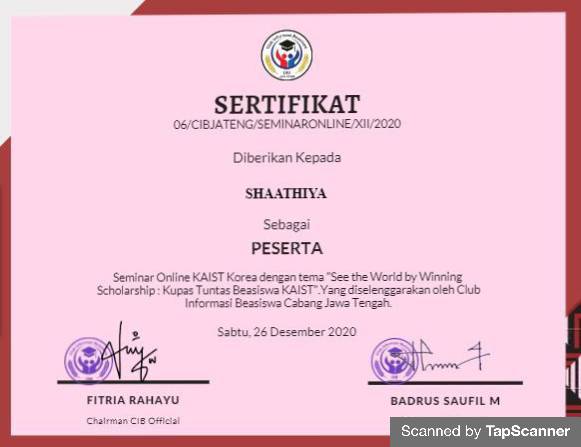 SERTIFIKAT
06/CIBJATENG/SEMINARONLINE/XII/2020
Diberikan Kepada
SHAATHIYA
Sebagai
PESERTA
Seminar Online KAIST Korea dengan tema "See the World by Winning
Scholarship : Kupas Tuntas Beasiswa KAIST".Yang diselenggarakan oleh Club
Informasi Beasiswa Cabang Jawa Tengah.
Sabtu, 26 Desember 2020
FITRIA RAHAYU
Chairman CIB Official
BADRUS SAUFIL M
Scanned by TapScanner